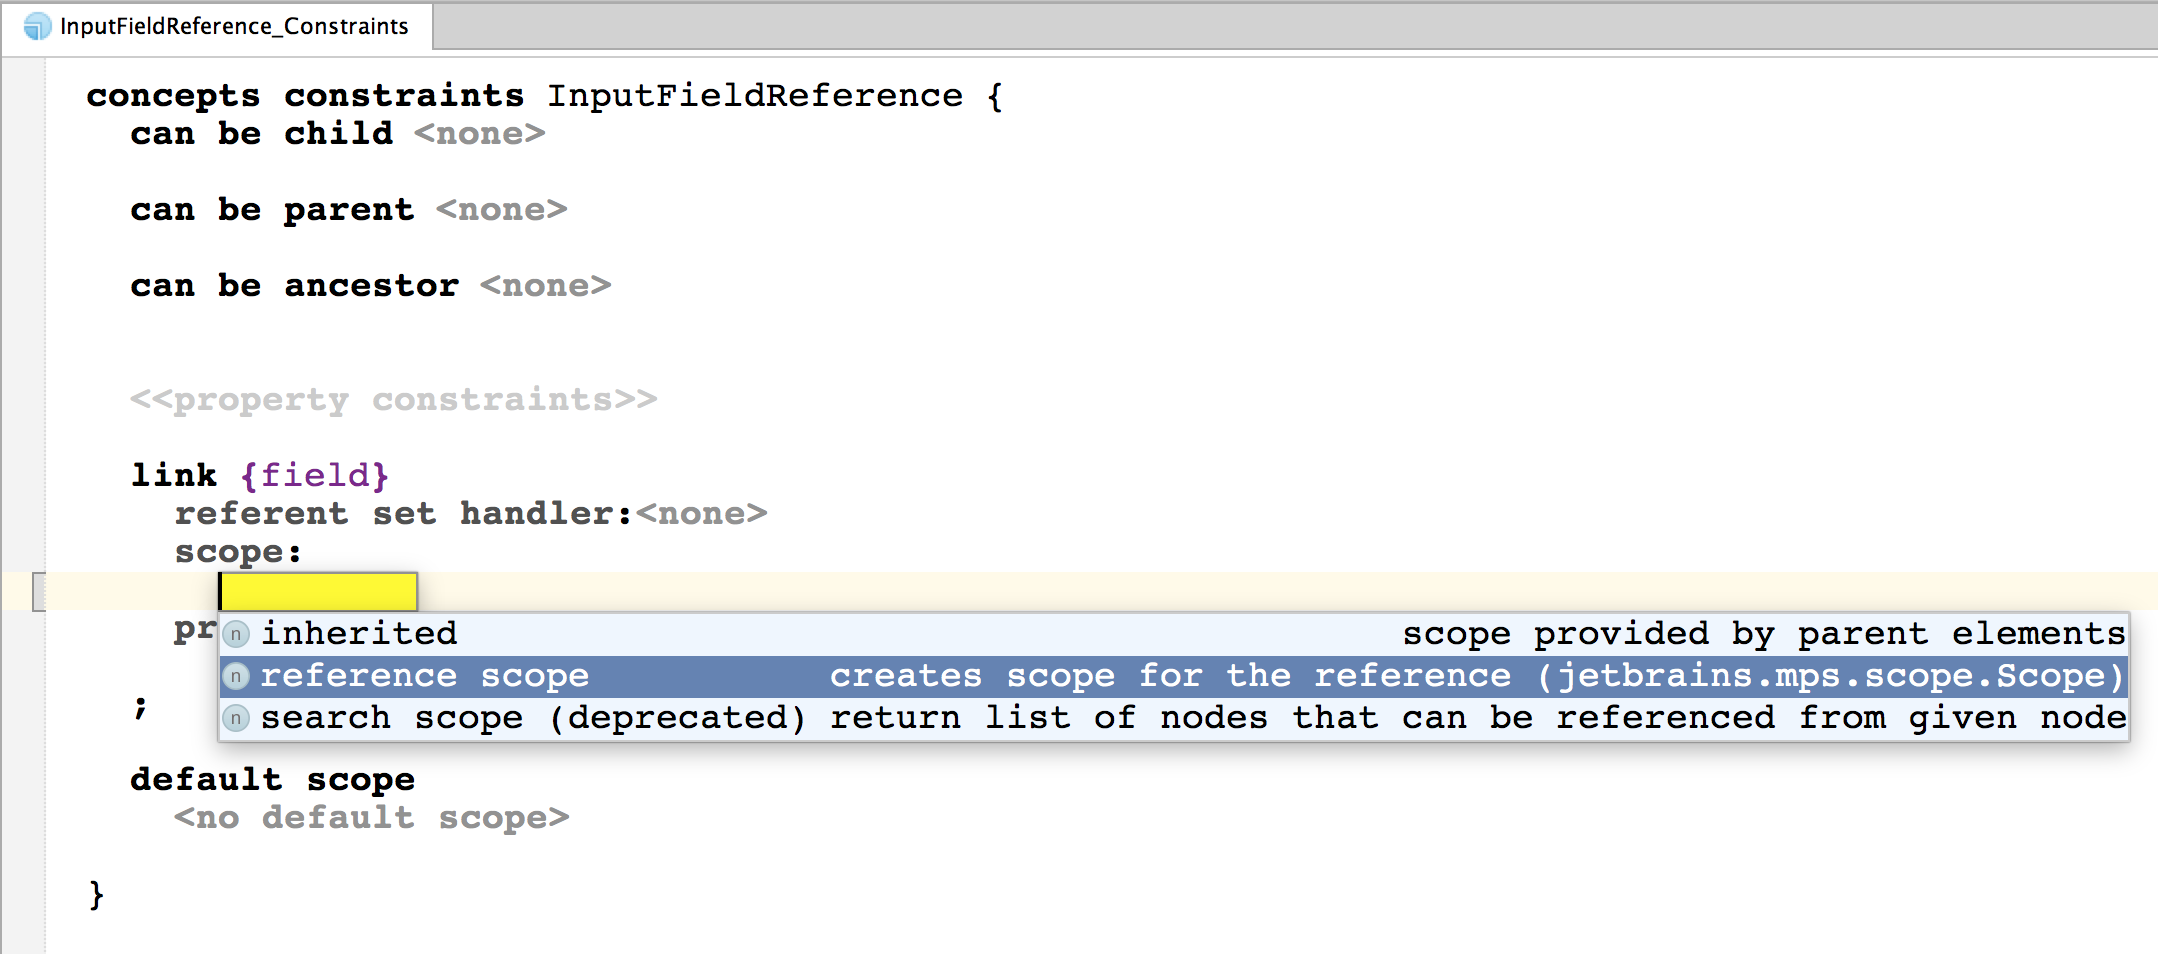 InputFieldReference_Constraints
concepts constraints InputFieldReference {
can be child <none>
can be parent <none>
can be ancestor <none>
<<property constraints>>
link {field}
referent set handler:<none>
scope:
pr
n inherited scope provided by parent elements
n reference scope creates scope for the reference (jetbrains.mps.scope.Scope)
n search scope (deprecated) return list of nodes that can be referenced from given node
;
default scope
<no default scope>
}